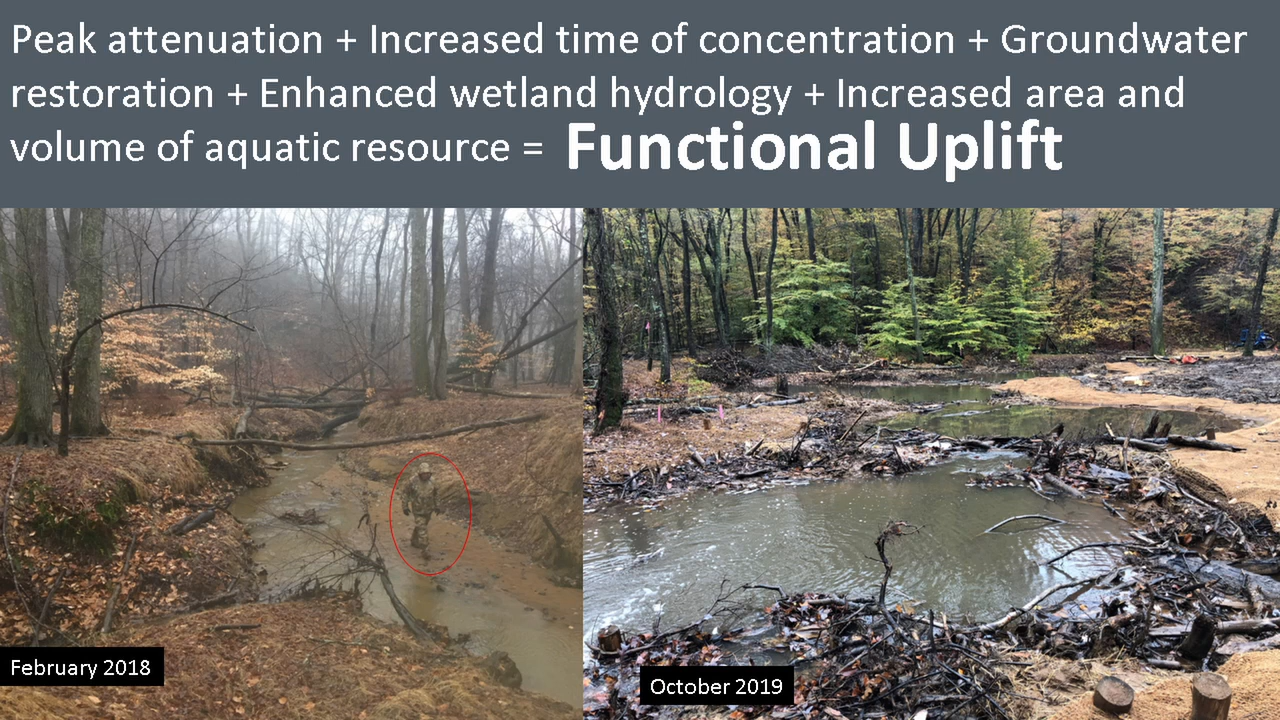 Peak attenuation + Increased time of concentration + Groundwater
restoration + Enhanced wetland hydrology + Increased area and
volume of aquatic resource = Functional Uplift
February 2018
October 2019